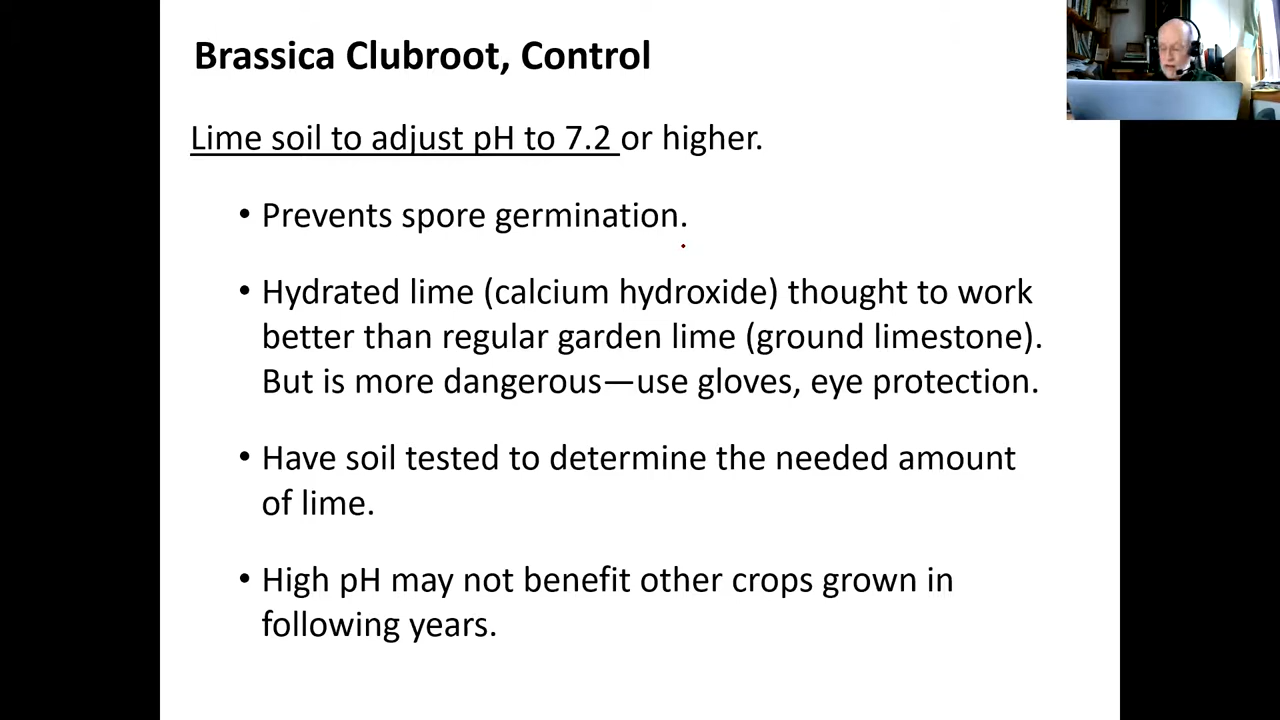 Brassica Clubroot, Control
Lime soil to adjust pH to 7.2 or higher.
• Prevents spore germination.
• Hydrated lime (calcium hydroxide) thought to work
better than regular garden lime (ground limestone).
But is more dangerous—use gloves, eye protection.
• Have soil tested to determine the needed amount
of lime.
• High pH may not benefit other crops grown in
following years.